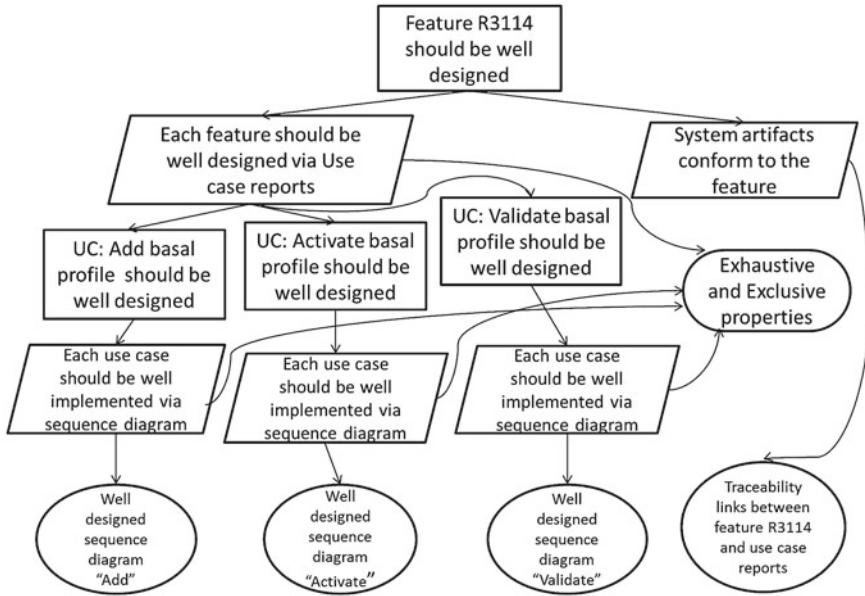 Feature R3114
should be well
designed
Each feature should be
well designed via Use
case reports
System artifacts
conform to the
feature
UC: Add basal
profile should be
well designed
UC: Activate basal
profile should be
well designed
UC: Validate basal
profile should be
well designed
Exhaustive
and Exclusive
properties
Each use case
should be well
implemented via
sequence diagram
Each use case
should be well
implemented via
sequence diagram
Each use case
should be well
implemented via
sequence diagram
Well
designed
sequence
diagram
“Add”
Well
designed
sequence
diagram
“Activate”
Well
designed
sequence
diagram
“Validate”
Traceability
links between
feature R3114
and use case
reports